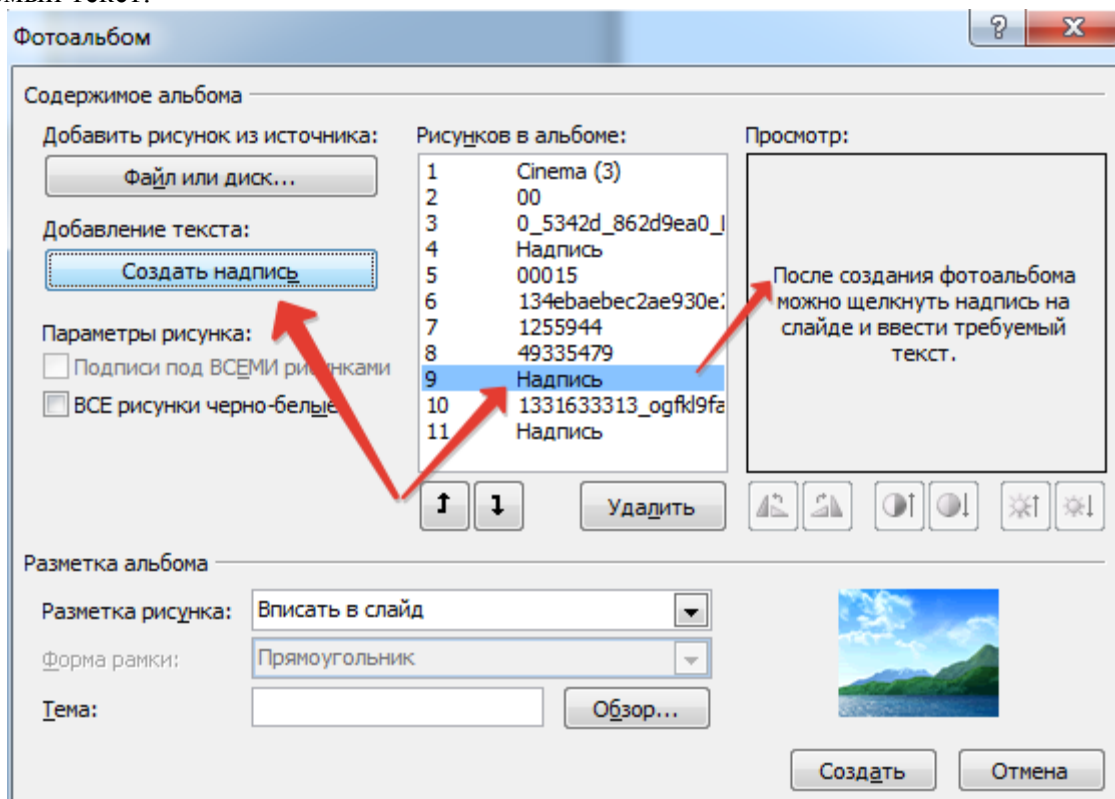 Фотоальбом
Содержимое альбома
Добавить рисунок из источника:
Файл или диск...
Добавление текста:
Создать надпись
Параметры рисунка:
Подписи под ВСЕМИ рисунками
ВСЕ рисунки черно-белые
Рисунков в альбоме:
1 Cinema (3)
2 00
3 0_5342d_862d9ea0_
4 Надпись
5 00015
6 134ebaebec2ae930e
7 1255944
8 49335479
9 Надпись
10 1331633313_ogfkl9fa
11 Надпись
Удалить
Просмотр:
После создания фотоальбома
можно щелкнуть надпись на
слайде и ввести требуемый
текст.
Разметка альбома
Разметка рисунка: Вписать в слайд
Форма рамки: Прямоугольник
Тема:
Обзор...
Создать Отмена